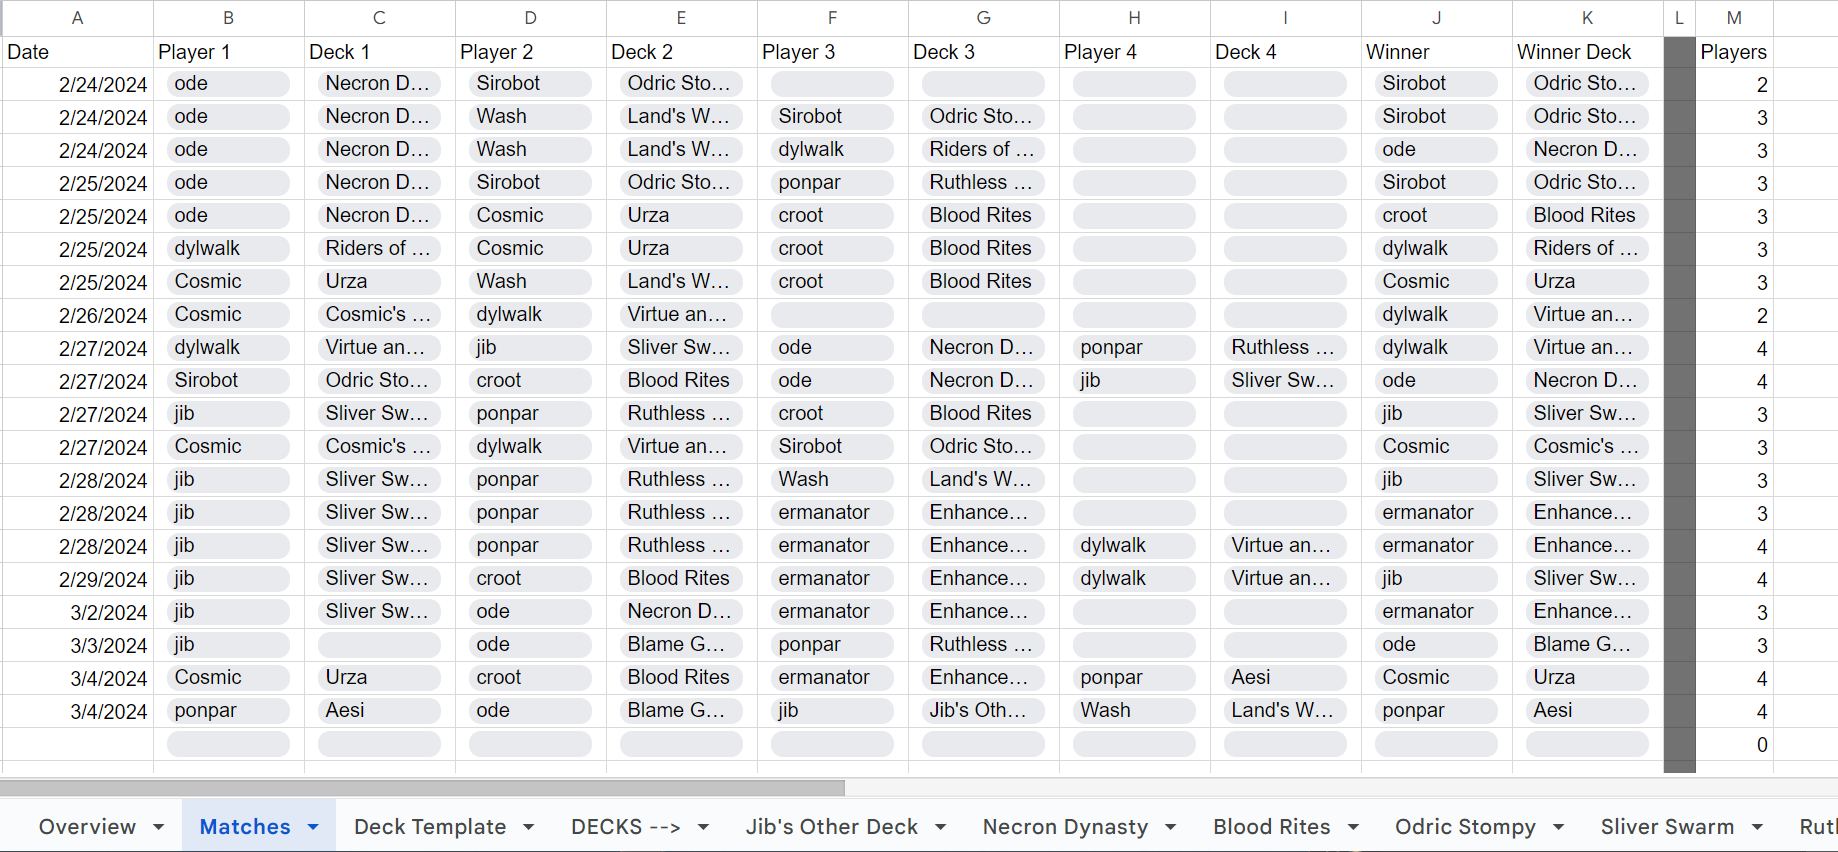 A B C D E F G H I J K L M
Date Player 1 Deck 1 Player 2 Deck 2 Player 3 Deck 3 Player 4 Deck 4 Winner Winner Deck Players
2/24/2024 ode Necron D... Sirobot Odric Sto... Sirobot Odric Sto... 2
2/24/2024 ode Necron D... Wash Land's W... Sirobot Odric Sto... Sirobot Odric Sto... 3
2/24/2024 ode Necron D... Wash Land's W... dylwalk Riders of ... ode Necron D... 3
2/25/2024 ode Necron D... Sirobot Odric Sto... ponpar Ruthless ... Sirobot Odric Sto... 3
2/25/2024 ode Necron D... Cosmic Urza croot Blood Rites croot Blood Rites 3
2/25/2024 dylwalk Riders of ... Cosmic Urza croot Blood Rites dylwalk Riders of ... 3
2/25/2024 Cosmic Urza Wash Land's W... croot Blood Rites Cosmic Urza 3
2/26/2024 Cosmic Cosmic's ... dylwalk Virtue an... dylwalk Virtue an... 2
2/27/2024 dylwalk Virtue an... jib Sliver Sw... ode Necron D... ponpar Ruthless ... dylwalk Virtue an... 4
2/27/2024 Sirobot Odric Sto... croot Blood Rites ode Necron D... jib Sliver Sw... ode Necron D... 4
2/27/2024 jib Sliver Sw... ponpar Ruthless ... croot Blood Rites jib Sliver Sw... 3
2/27/2024 Cosmic Cosmic's ... dylwalk Virtue an... Sirobot Odric Sto... Cosmic Cosmic's ... 3
2/28/2024 jib Sliver Sw... ponpar Ruthless ... Wash Land's W... jib Sliver Sw... 3
2/28/2024 jib Sliver Sw... ponpar Ruthless ... ermanator Enhance... ermanator Enhance... 3
2/28/2024 jib Sliver Sw... ponpar Ruthless ... ermanator Enhance... dylwalk Virtue an... ermanator Enhance... 4
2/29/2024 jib Sliver Sw... croot Blood Rites ermanator Enhance... dylwalk Virtue an... jib Sliver Sw... 4
3/2/2024 jib Sliver Sw... ode Necron D... ermanator Enhance... ermanator Enhance... 3
3/3/2024 jib ode Blame G... ponpar Ruthless ... ode Blame G... 3
3/4/2024 Cosmic Urza croot Blood Rites ermanator Enhance... ponpar Aesi Cosmic Urza 4
3/4/2024 ponpar Aesi ode Blame G... jib Jib's Oth... Wash Land's W... ponpar Aesi 4
0
Overview Matches Deck Template DECKS --> Jib's Other Deck Necron Dynasty Blood Rites Odric Stompy Sliver Swarm